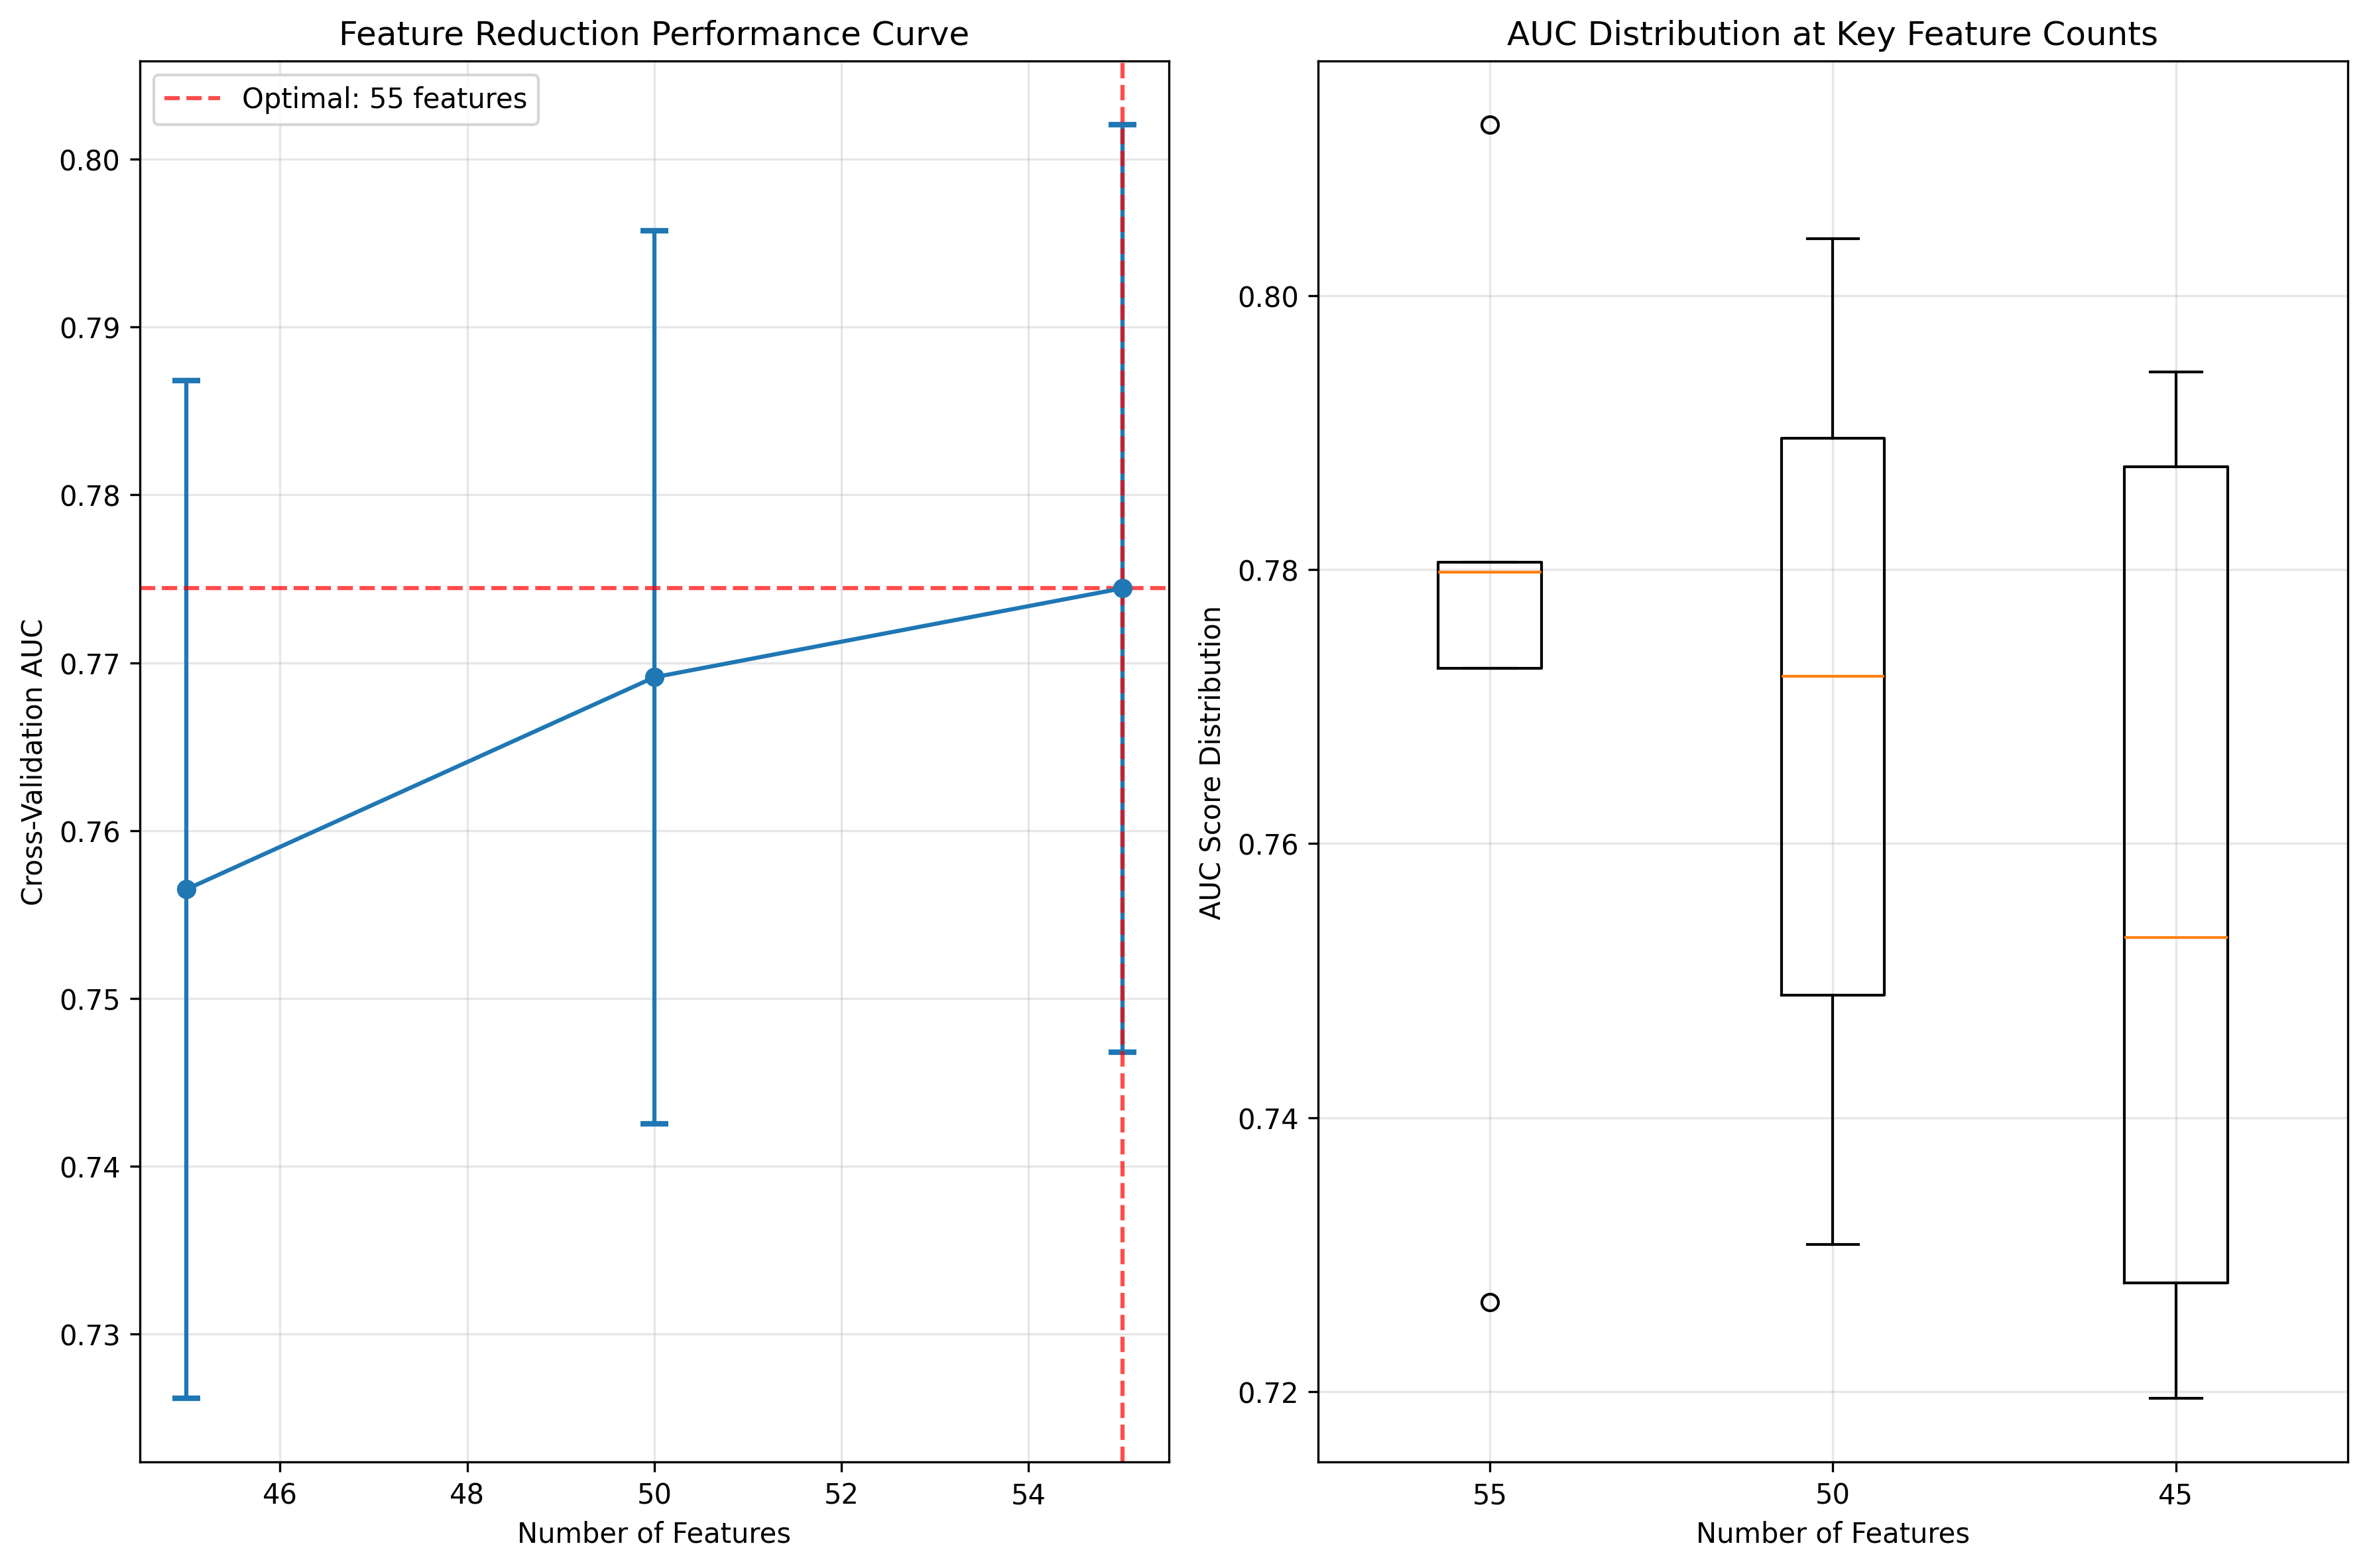 Feature Reduction Performance Curve
Optimal: 55 features
Cross-Validation AUC
0.80
0.79
0.78
0.77
0.76
0.75
0.74
0.73
46 48 50 52 54
Number of Features
AUC Distribution at Key Feature Counts
AUC Score Distribution
0.80
0.78
0.76
0.74
0.72
55 50 45
Number of Features